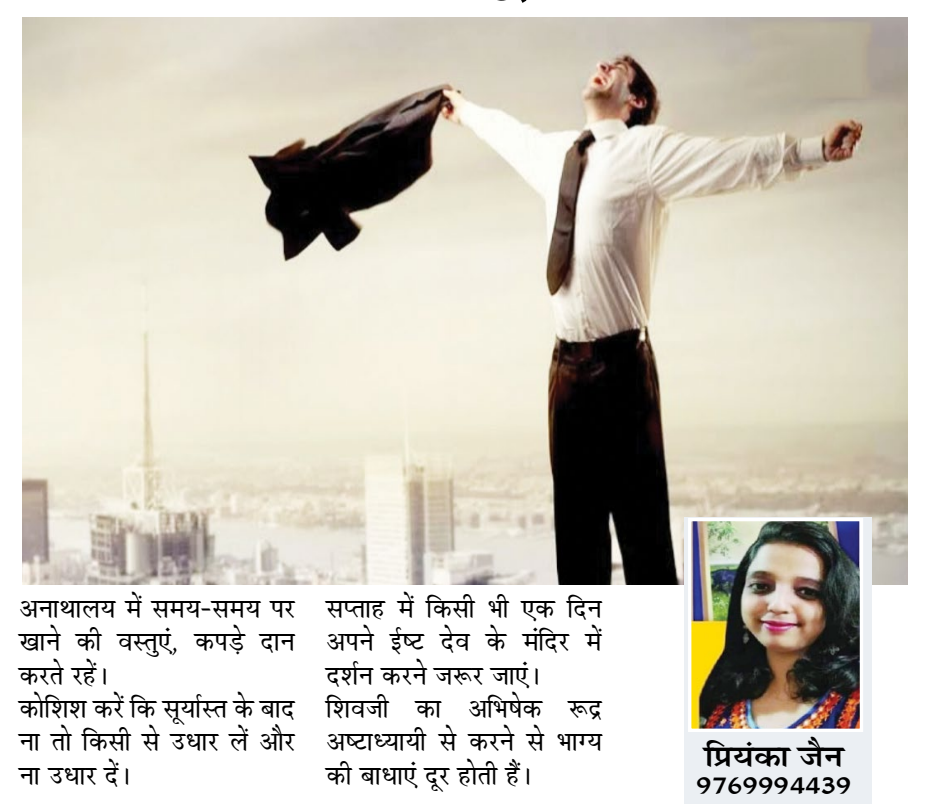 अनाथालय में समय-समय पर
खाने की वस्तुएं, कपड़े दान
करते रहें।
कोशिश करें कि सूर्यास्त के बाद
ना तो किसी से उधार लें और
ना उधार दें।
सप्ताह में किसी भी एक दिन
अपने ईष्ट देव के मंदिर में
दर्शन करने जरूर जाएं।
शिवजी का अभिषेक रूद्र
अष्टाध्यायी से करने से भाग्य
की बाधाएं दूर होती हैं।
प्रियंका जैन
9769994439